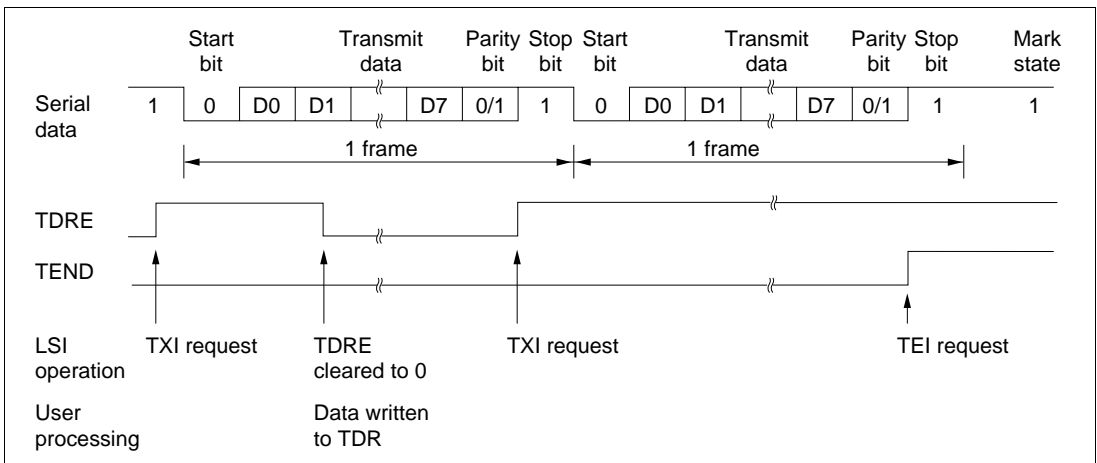 Start bit Transmit data Parity bit Stop bit Start bit Transmit data Parity bit Stop bit Mark state
Serial data 1 0 D0 D1 D7 0/1 1 0 D0 D1 D7 0/1 1 1
1 frame 1 frame
TDRE
TEND
LSI operation TXI request TDRE cleared to 0 TXI request TEI request
User processing Data written to TDR